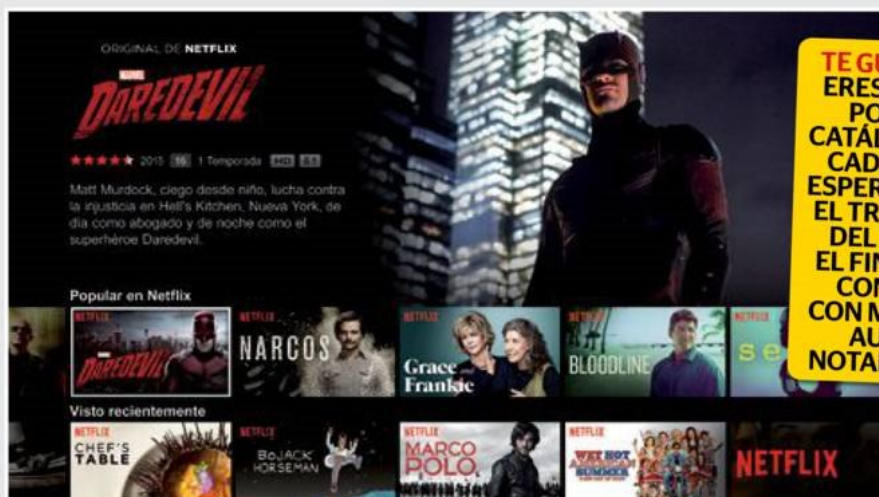 ORIGINAL DE NETFLIX
MARVEL
DAREDEVIL
2015 16 1 Temporada HD 5.1
Matt Murdock, ciego desde niño, lucha contra
la injusticia en Hell's Kitchen, Nueva York, de
día como abogado y de noche como el
superhéroe Daredevil.
TE GU
ERES
PO
CATÁL
CAD
ESPER
EL TR
DEL
EL FIN
CON
CON M
AU
NOTA
Popular en Netflix
NETFLIX
DAREDEVIL
NETFLIX
NARCOS
NETFLIX
Grace
Frankie
NETFLIX
BLOODLINE
NETFLIX
se
Visto recientemente
NETFLIX
CHEF'S
TABLE
NETFLIX
BOJACK
HORSEMAN
NETFLIX
MARCO
POLO
NETFLIX
WET HOT
AMERICAN
SUMMER
NETFLIX